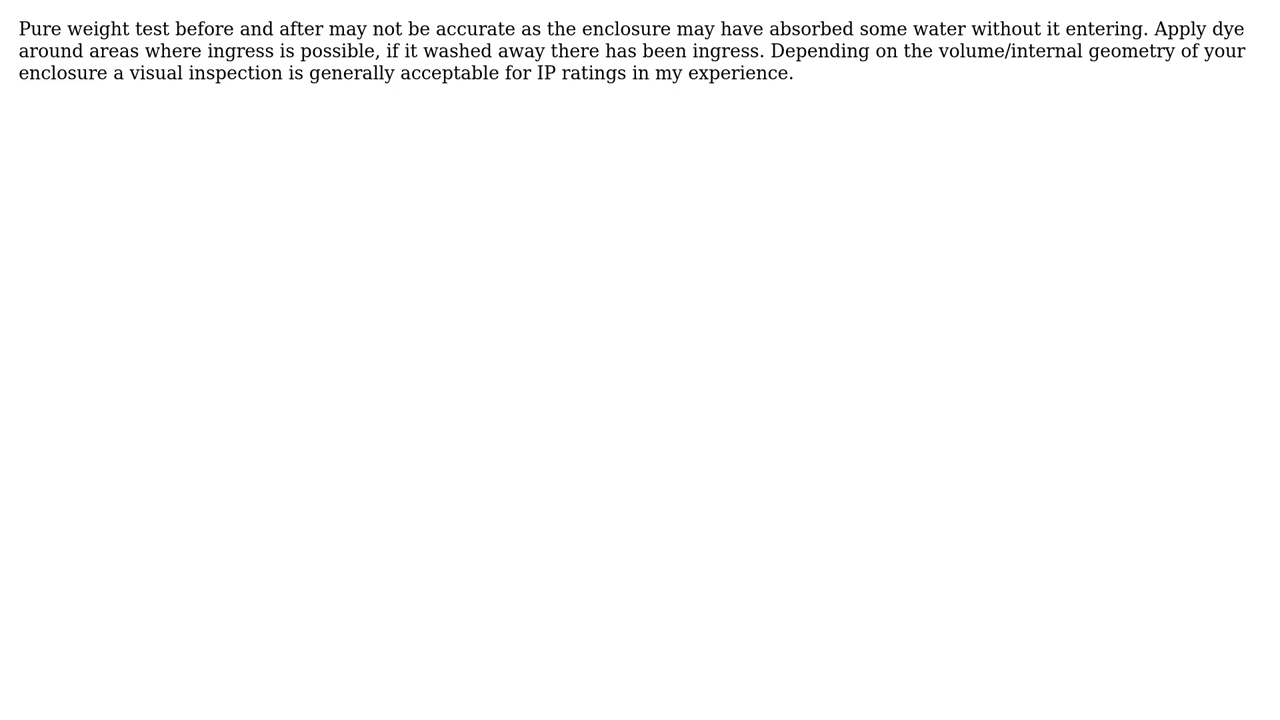 Pure weight test before and after may not be accurate as the enclosure may have absorbed some water without it entering. Apply dye
around areas where ingress is possible, if it washed away there has been ingress. Depending on the volume/internal geometry of your
enclosure a visual inspection is generally acceptable for IP ratings in my experience.